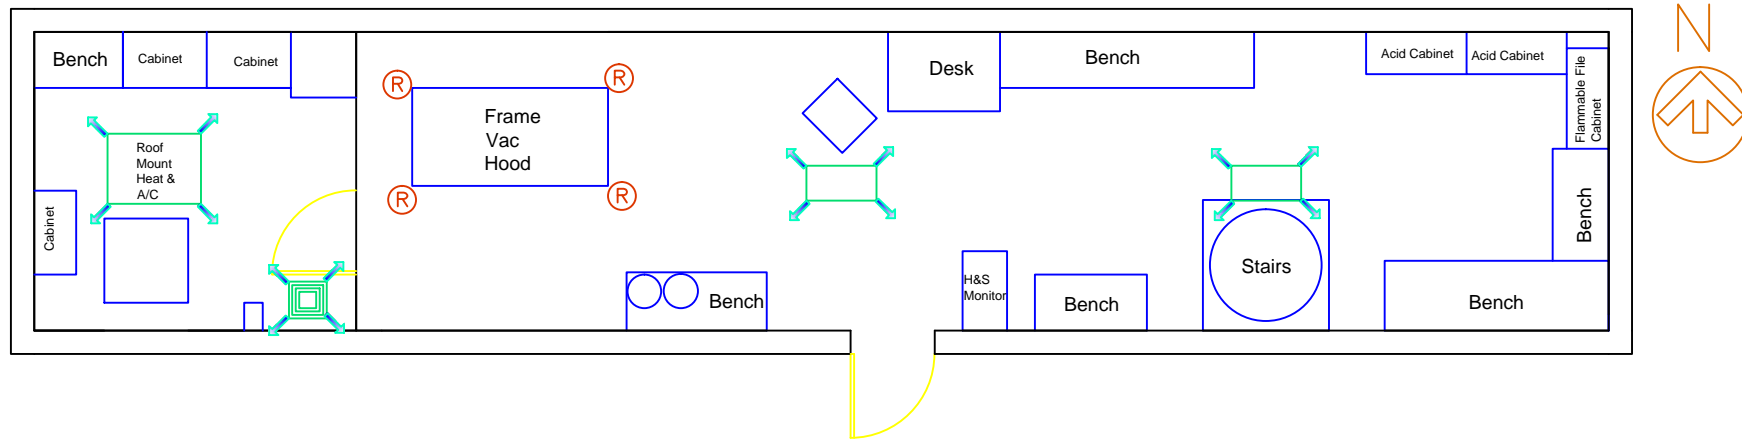 N
Bench
Cabinet
Cabinet
Desk
Bench
Acid Cabinet
Acid Cabinet
Flammable File
Cabinet
R
R
Frame
Vac
Hood
R
R
Roof
Mount
Heat &
A/C
Cabinet
Bench
Stairs
H&S
Monitor
Bench
Bench
Bench